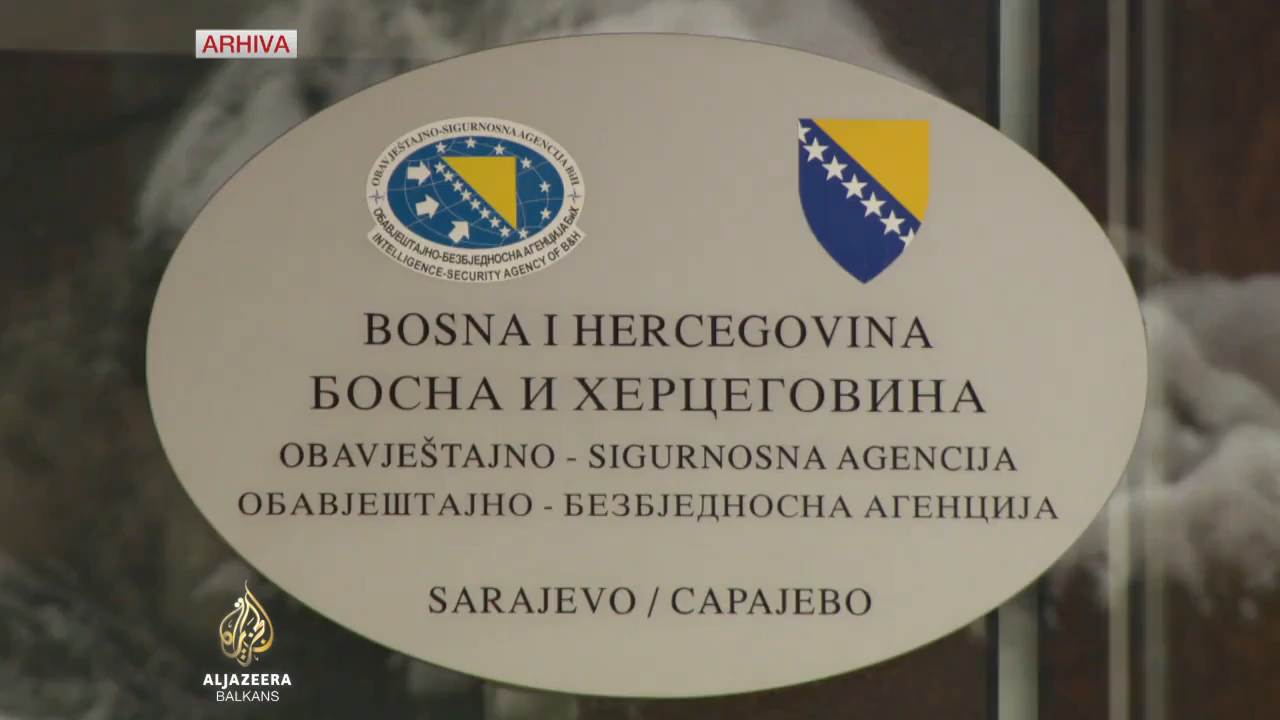 ARHIVA
OBAVJEŠTAJNO-SIGURNOSNA AGENCIJA BiH
ОБАВЈЕШТАЈНО-БЕЗБЈЕДНОСНА АГЕНЦИЈА БиХ
INTELLIGENCE-SECURITY AGENCY OF B&H
BOSNA I HERCEGOVINA
БОСНА И ХЕРЦЕГОВИНА
OBAVJEŠTAJNO - SIGURNOSNA AGENCIJA
ОБАВЈЕШТАЈНО - БЕЗБЈЕДНОСНА АГЕНЦИЈА
SARAJEVO / САРАЈЕВО
الجزيرة
ALJAZEERA
BALKANS